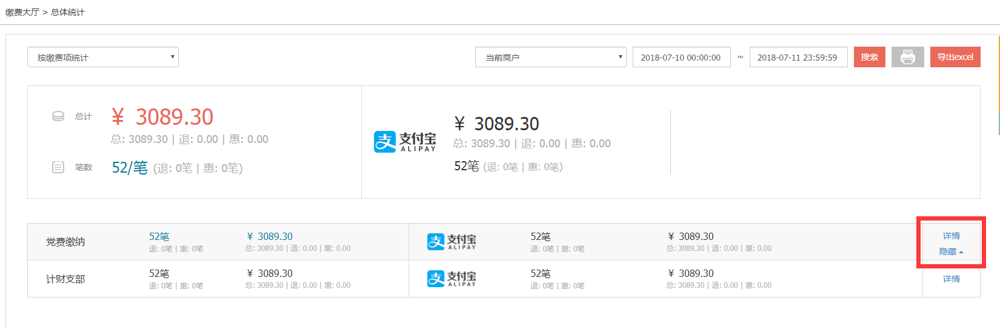 缴费大厅 > 总体统计
按缴费项统计 当前商户 2018-07-10 00:00:00 ~ 2018-07-11 23:59:59 搜索 导出excel
总计 ¥ 3089.30
总: 3089.30 | 退: 0.00 | 惠: 0.00
笔数 52/笔 (退: 0笔 | 惠: 0笔)
支付宝
ALIPAY
¥ 3089.30
总: 3089.30 | 退: 0.00 | 惠: 0.00
52笔 (退: 0笔 | 惠: 0笔)
党费缴纳
52笔
退: 0笔 | 惠: 0笔
¥ 3089.30
总: 3089.30 | 退: 0.00 | 惠: 0.00
支付宝
ALIPAY
52笔
退: 0笔 | 惠: 0笔
¥ 3089.30
总: 3089.30 | 退: 0.00 | 惠: 0.00
详情
隐藏
计财支部
52笔
退: 0笔 | 惠: 0笔
¥ 3089.30
总: 3089.30 | 退: 0.00 | 惠: 0.00
支付宝
ALIPAY
52笔
退: 0笔 | 惠: 0笔
¥ 3089.30
总: 3089.30 | 退: 0.00 | 惠: 0.00
详情